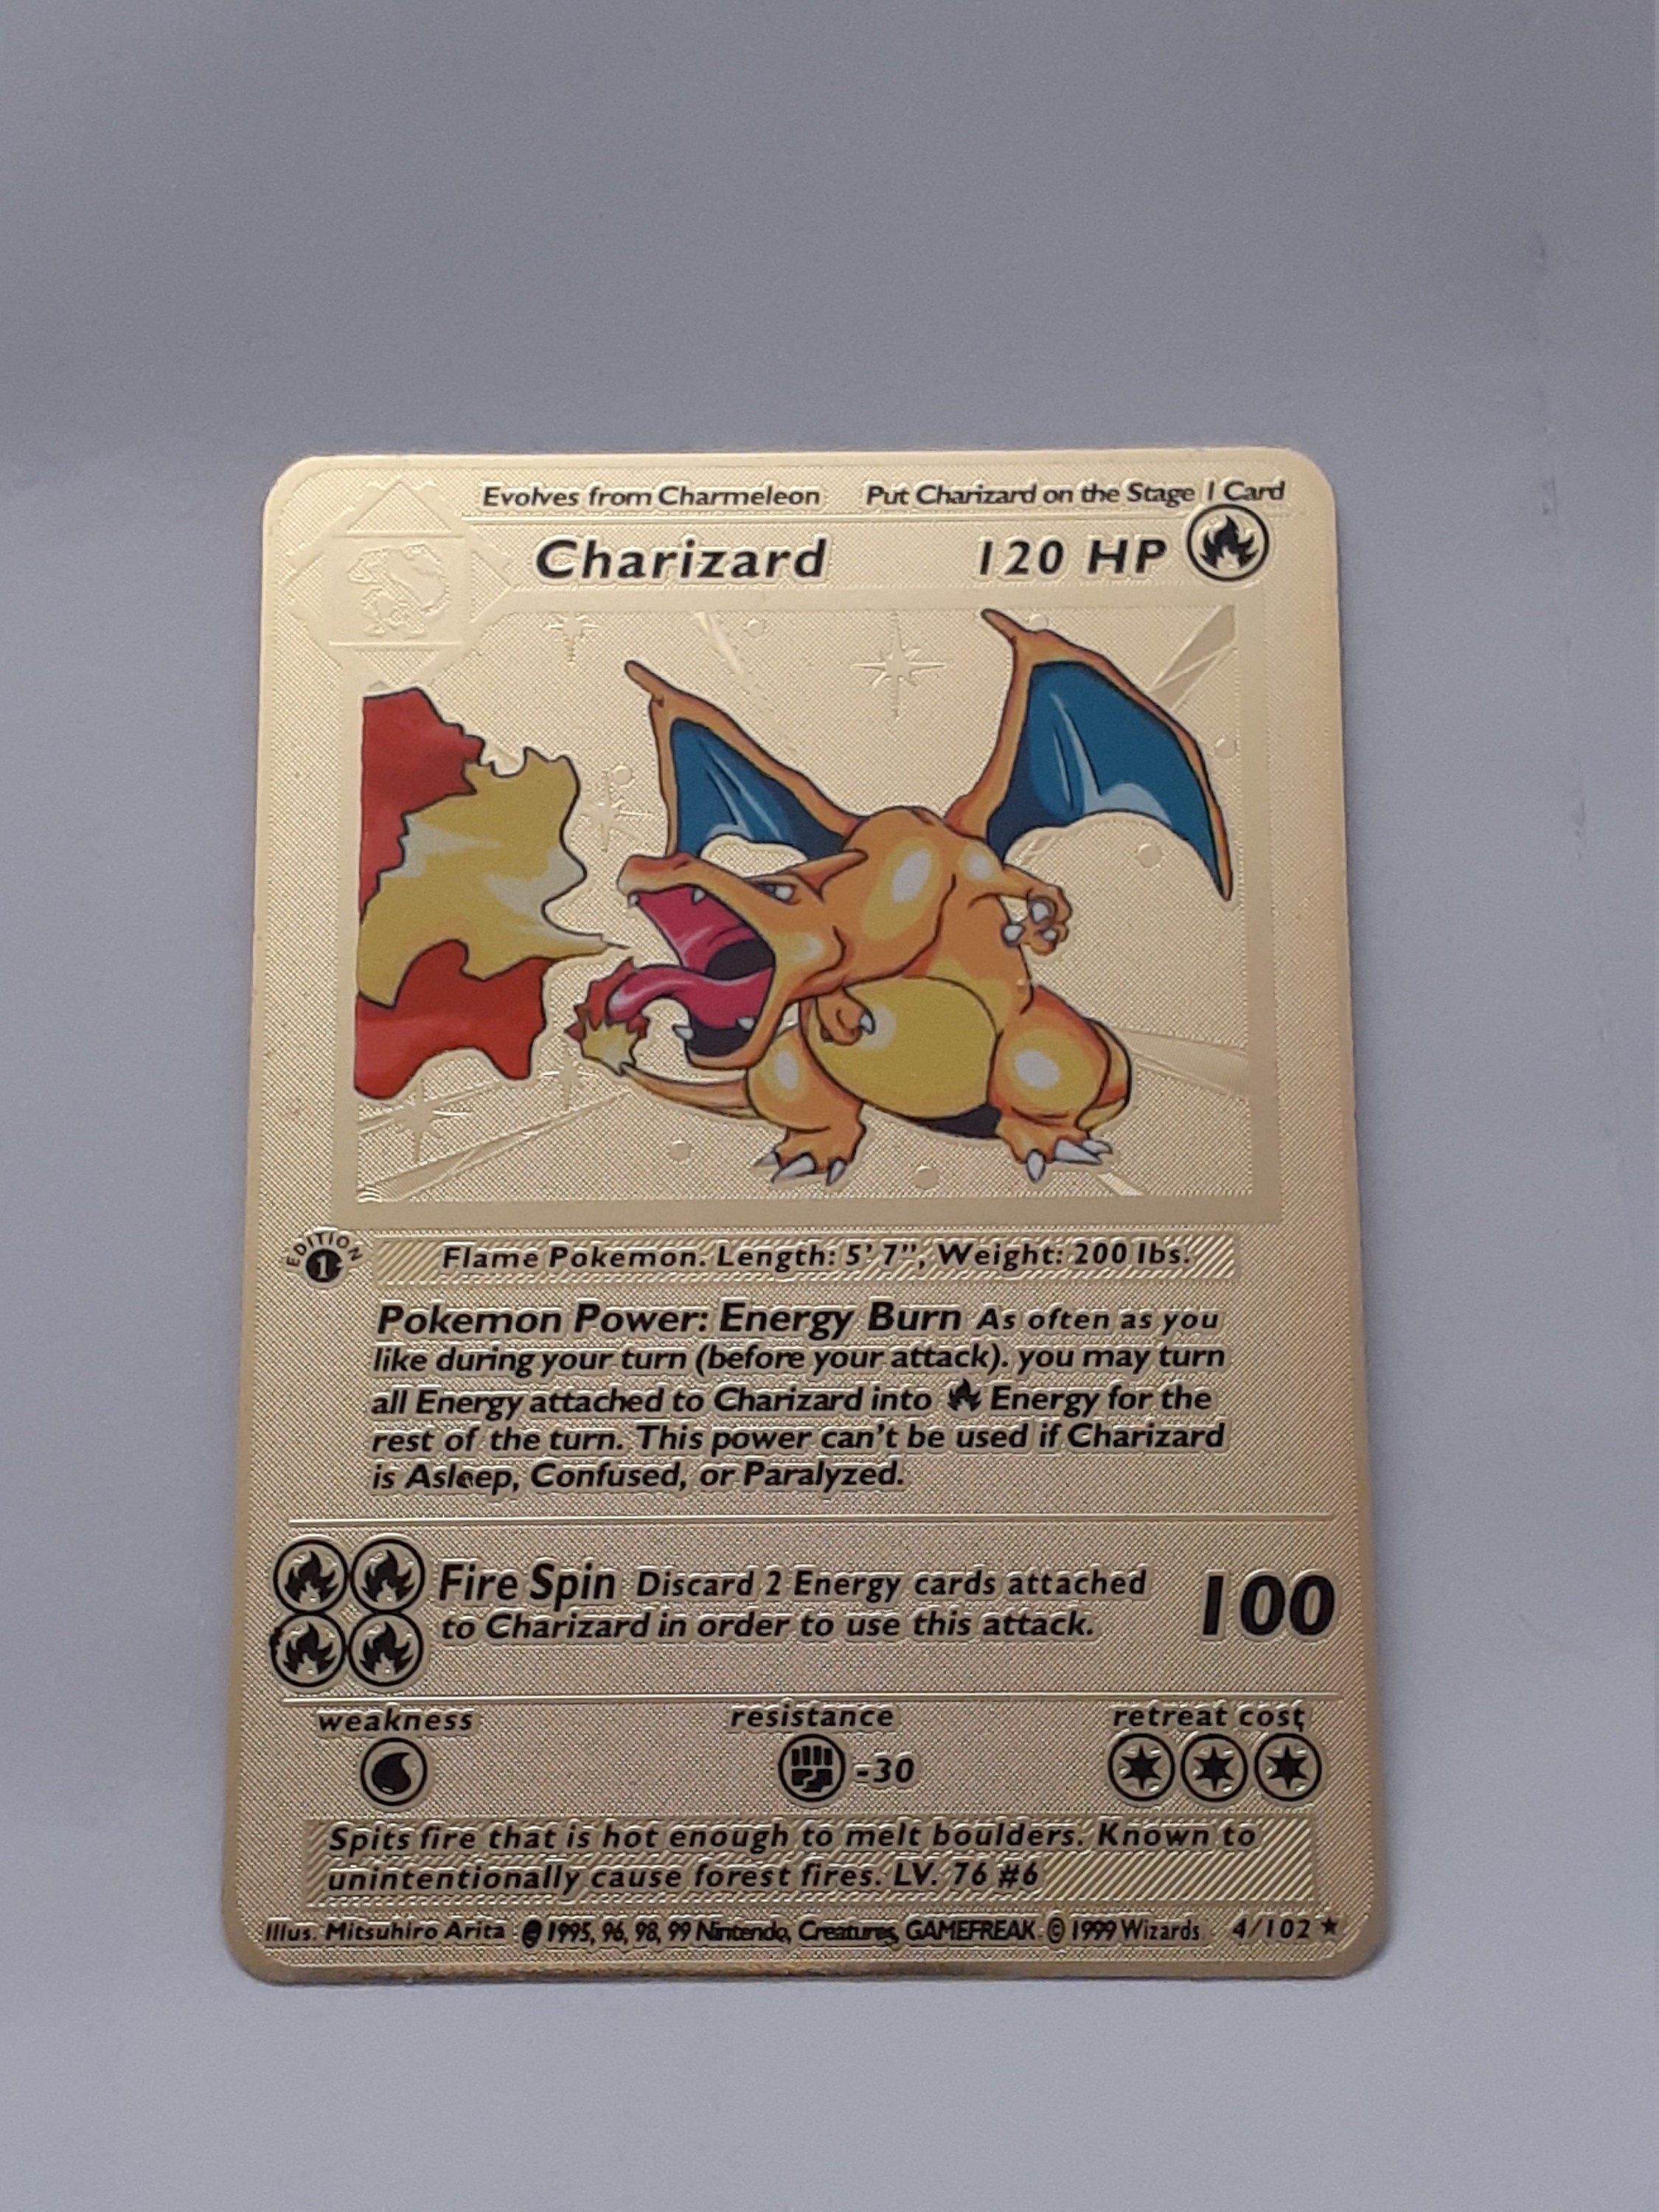 Evolves from Charmeleon Put Charizard on the Stage 1 Card
Charizard 120 HP
EDITION 1
Flame Pokemon. Length: 5' 7", Weight: 200 lbs.
Pokemon Power: Energy Burn As often as you
like during your turn (before your attack). you may turn
all Energy attached to Charizard into Energy for the
rest of the turn. This power can't be used if Charizard
is Asleep, Confused, or Paralyzed.
Fire Spin Discard 2 Energy cards attached
to Charizard in order to use this attack.
100
weakness resistance retreat cost
-30
Spits fire that is hot enough to melt boulders. Known to
unintentionally cause forest fires. LV. 76 #6
Illus. Mitsuhiro Arita © 1995, 96, 98, 99 Nintendo, Creatures, GAMEFREAK. © 1999 Wizards. 4/102 ★